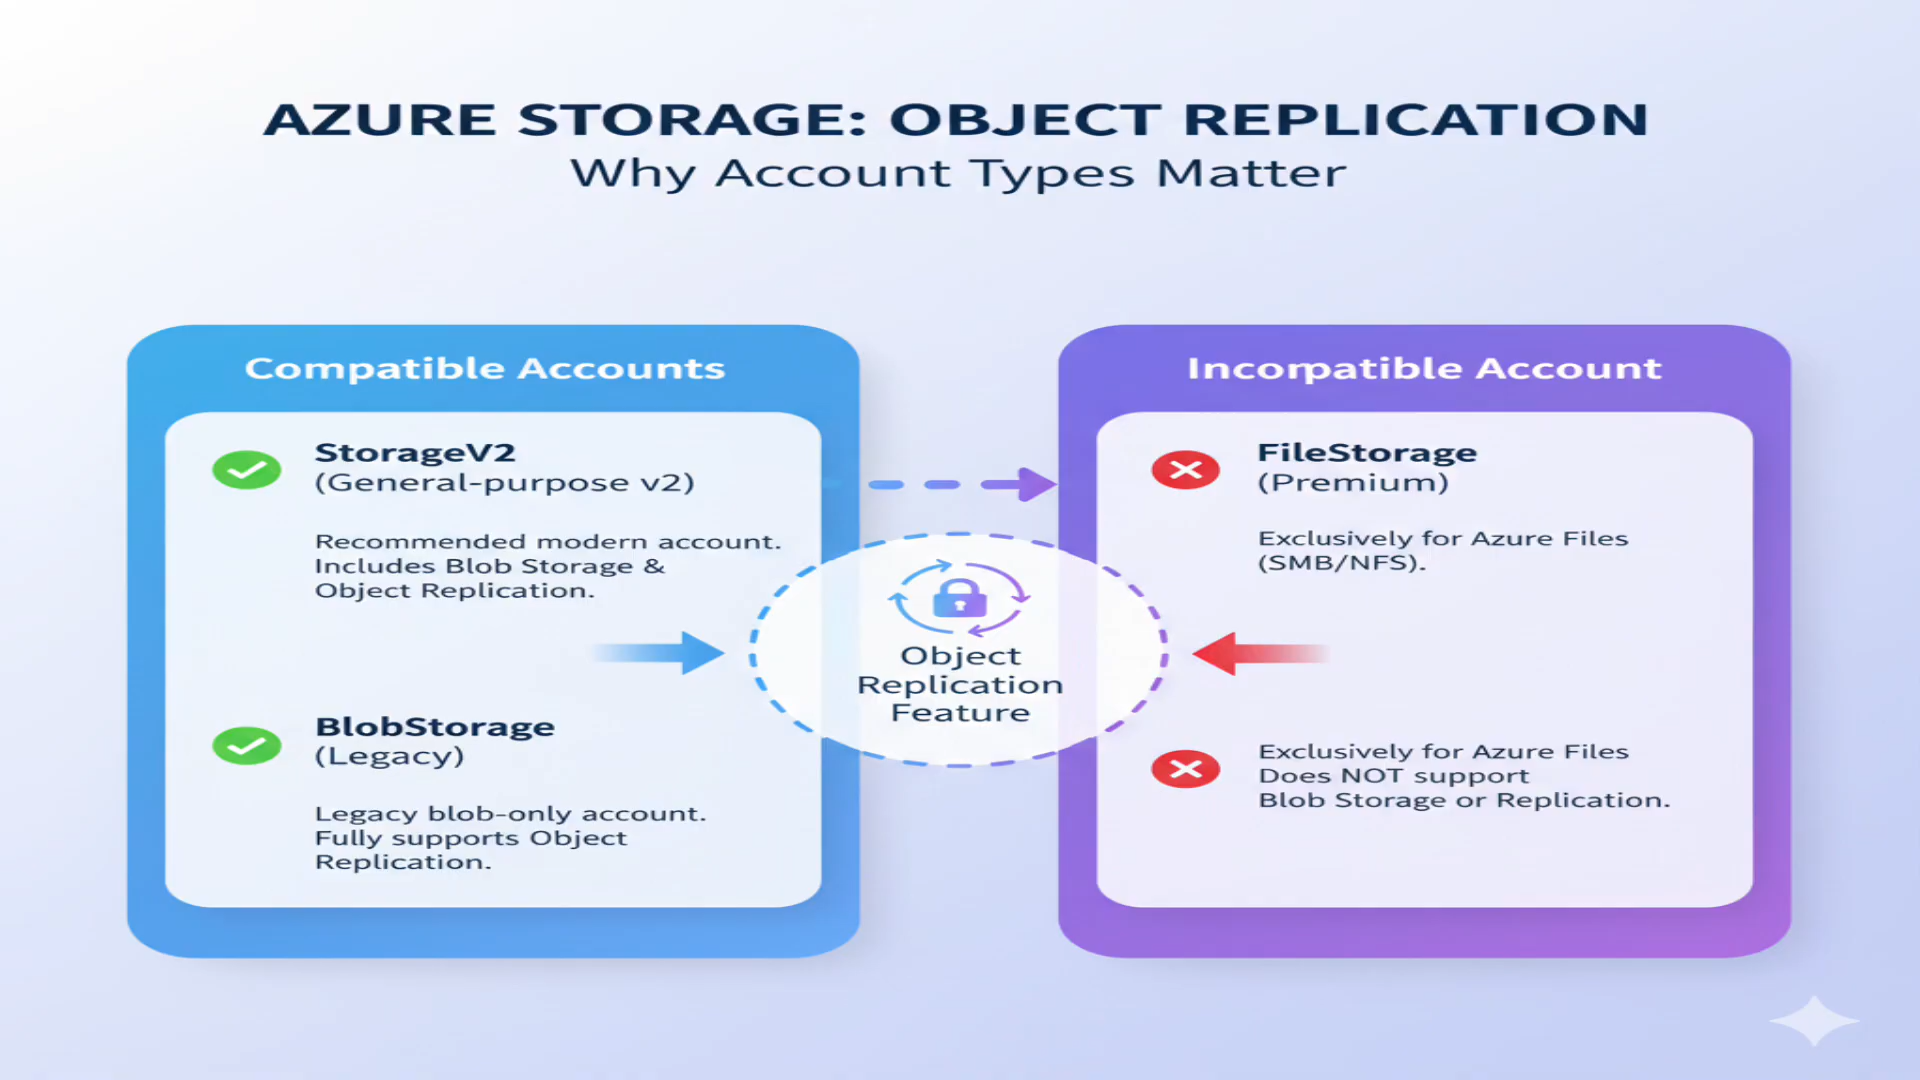 AZURE STORAGE: OBJECT REPLICATION
Why Account Types Matter
Compatible Accounts
StorageV2
(General-purpose v2)
Recommended modern account.
Includes Blob Storage &
Object Replication.
BlobStorage
(Legacy)
Legacy blob-only account.
Fully supports Object
Replication.
Object
Replication
Feature
Incompatible Account
FileStorage
(Premium)
Exclusively for Azure Files
(SMB/NFS).
Exclusively for Azure Files
Does NOT support
Blob Storage or Replication.